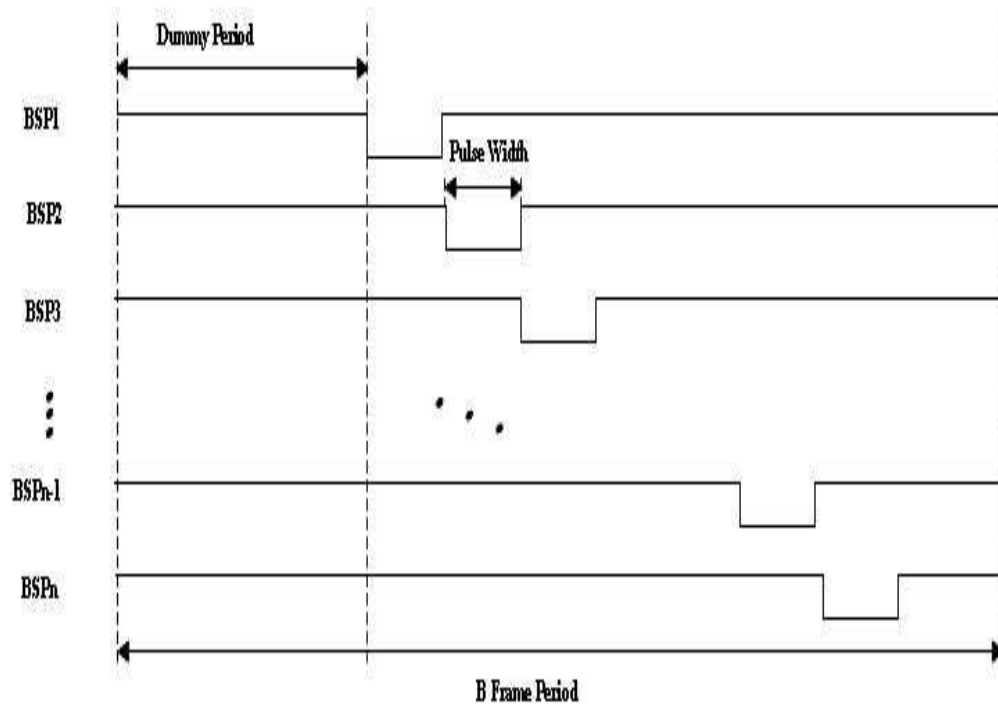 Dummy Period
BSP1
Pulse Width
BSP2
BSP3
BSPn-1
BSPn
B Frame Period